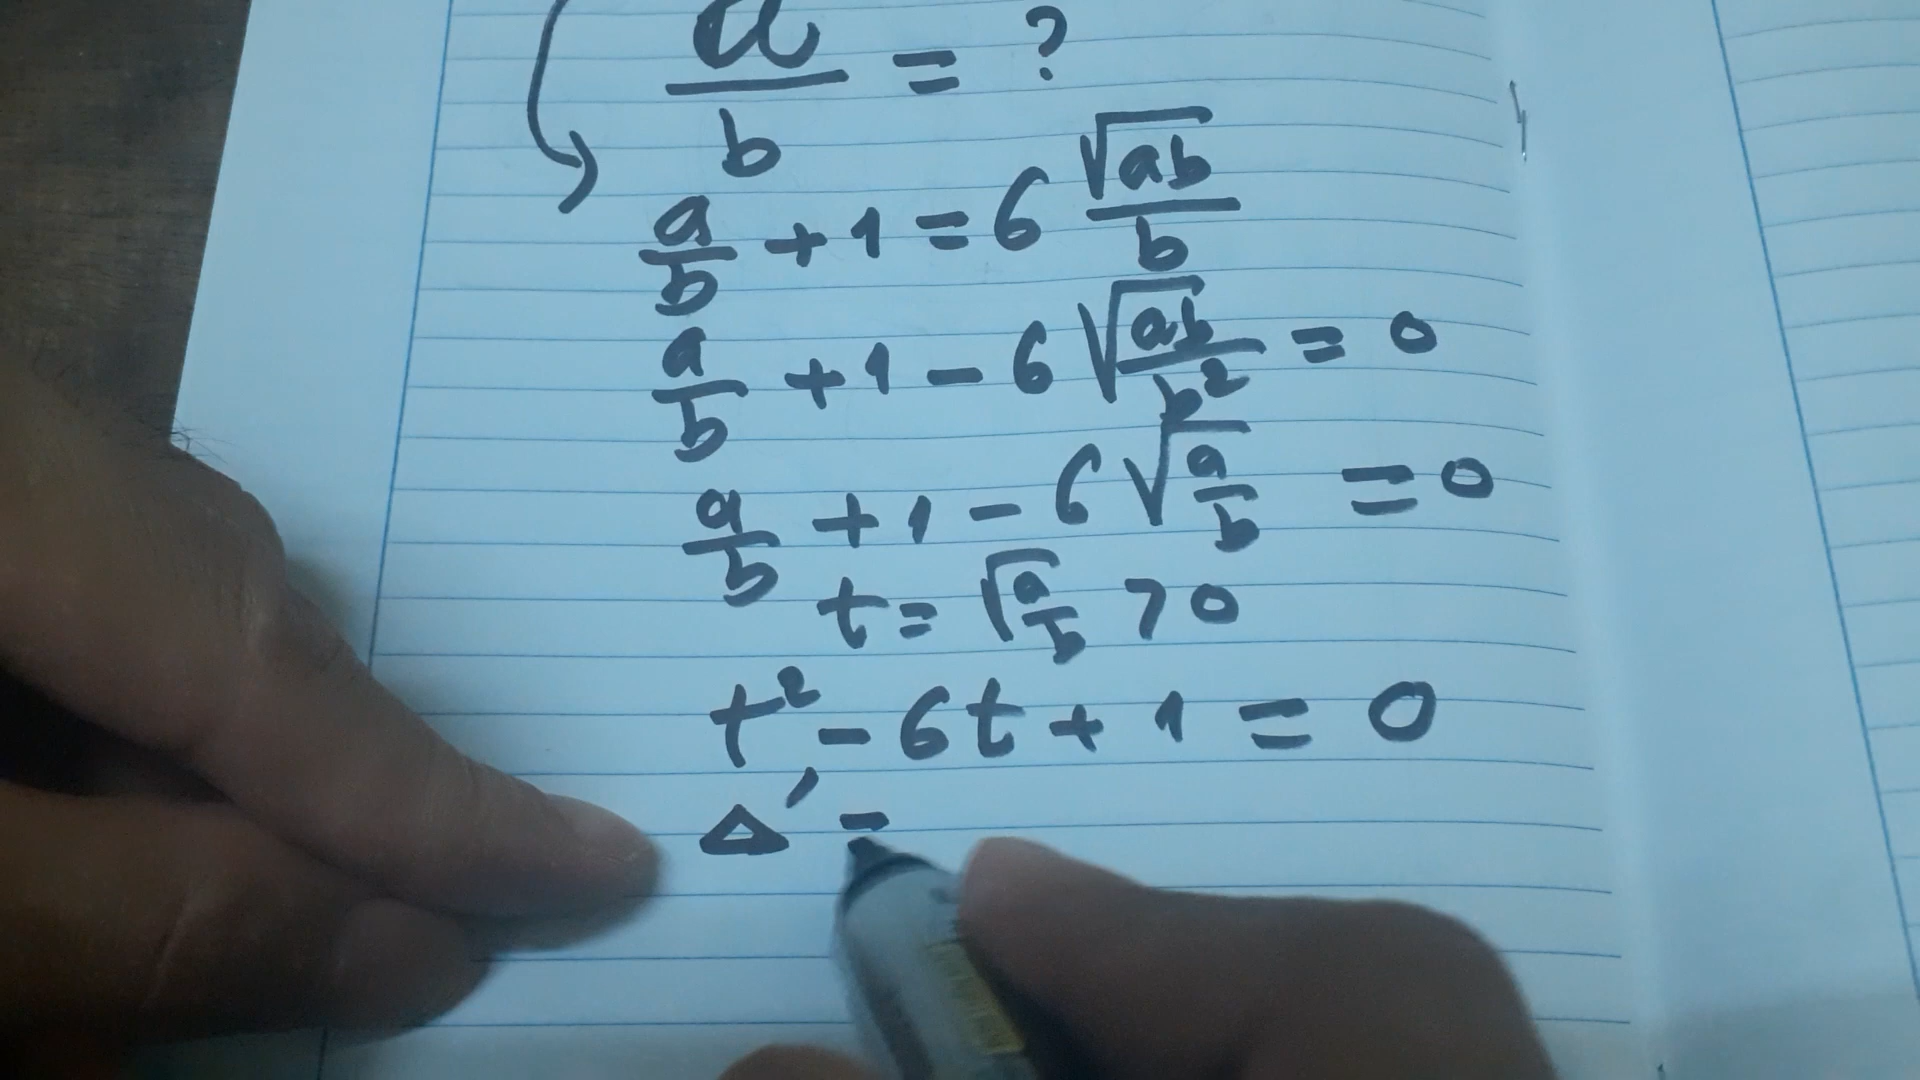 a/b = ?
a/b + 1 = 6 √ab/b
a/b + 1 - 6 √(ab/b²) = 0
a/b + 1 - 6 √(a/b) = 0
t = √(a/b) > 0
t² - 6t + 1 = 0
Δ' =